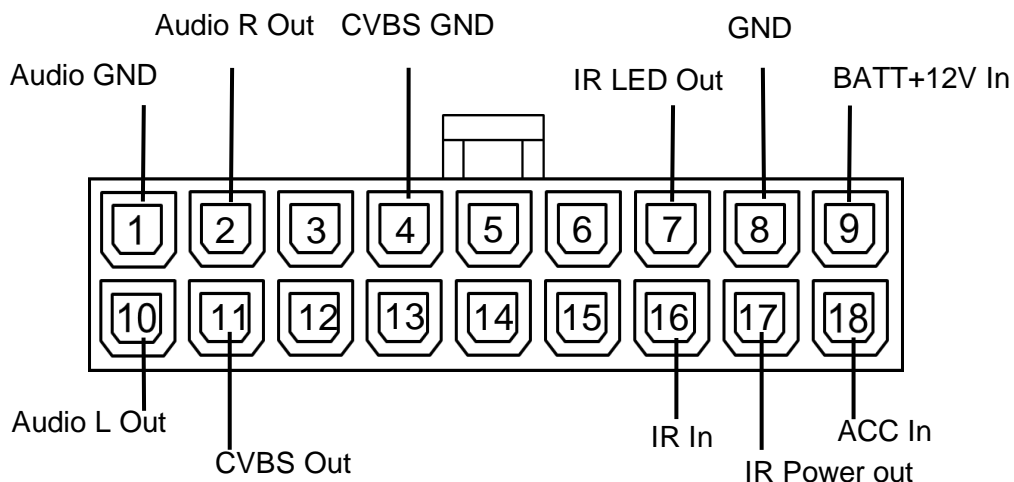 Audio R Out CVBS GND GND
Audio GND IR LED Out BATT+12V In
1 2 3 4 5 6 7 8 9
10 11 12 13 14 15 16 17 18
Audio L Out IR In ACC In
CVBS Out IR Power out